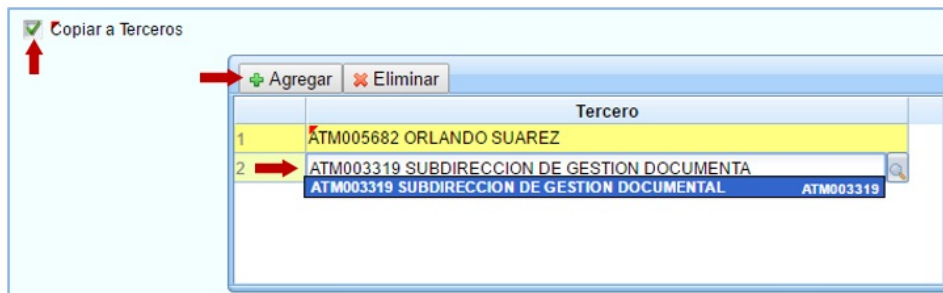 Copiar a Terceros
Agregar Eliminar
Tercero
1 ATM005682 ORLANDO SUAREZ
2 ATM003319 SUBDIRECCION DE GESTION DOCUMENTA
ATM003319 SUBDIRECCION DE GESTION DOCUMENTAL ATM003319